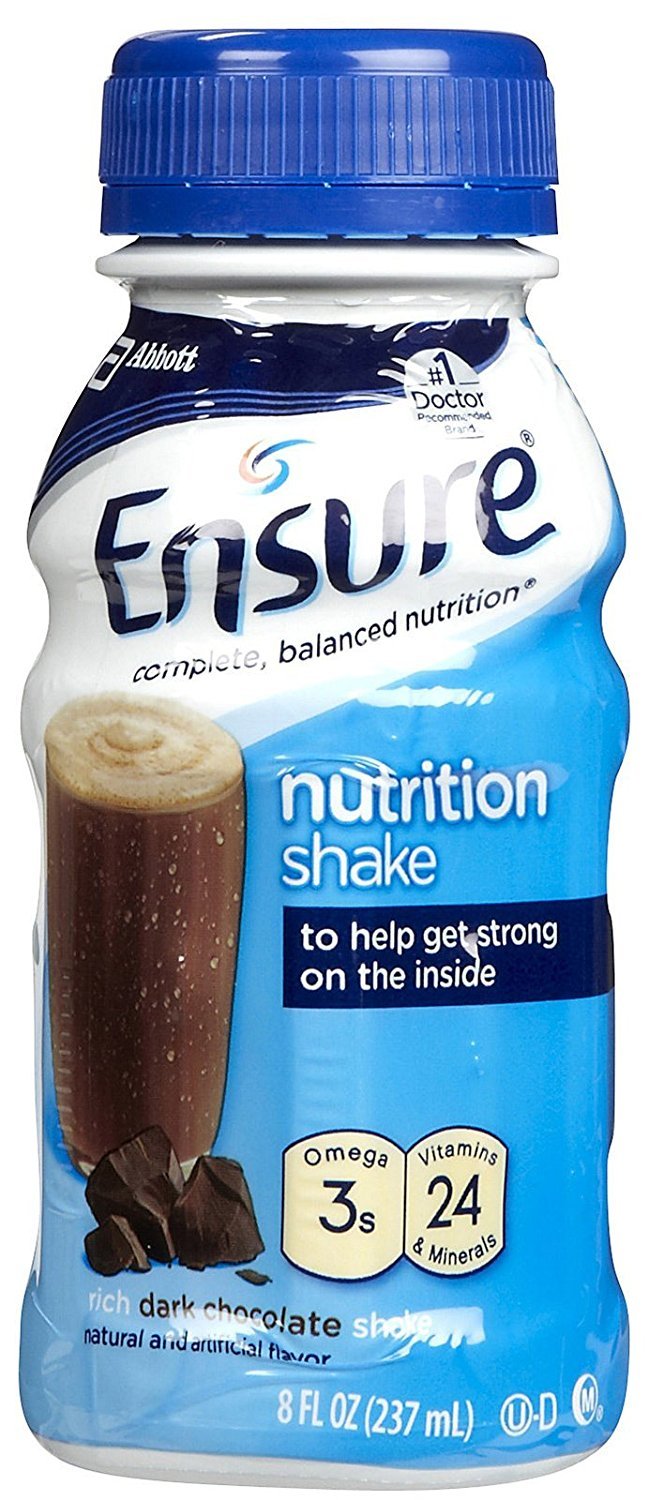 Abbott
#1
Doctor
Recommended
Brand
Ensure®
complete, balanced nutrition®
nutrition
shake
to help get strong
on the inside
Omega
3s
Vitamins
24
& Minerals
rich dark chocolate shake
natural and artificial flavor
8 FL OZ (237 mL)
U-D
M